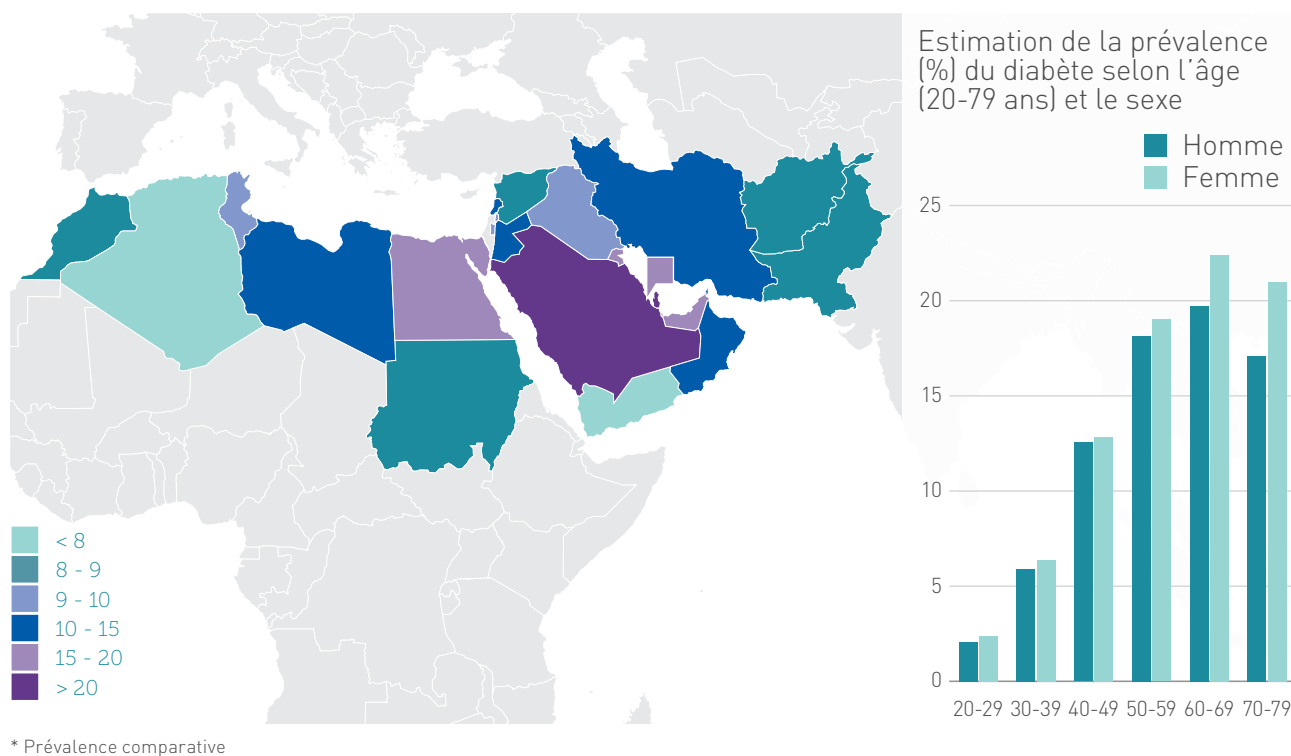 Estimation de la prévalence
(%) du diabète selon l'âge
(20-79 ans) et le sexe
Homme
Femme
25
20
15
10
5
0
20-29 30-39 40-49 50-59 60-69 70-79
< 8
8 - 9
9 - 10
10 - 15
15 - 20
> 20
* Prévalence comparative